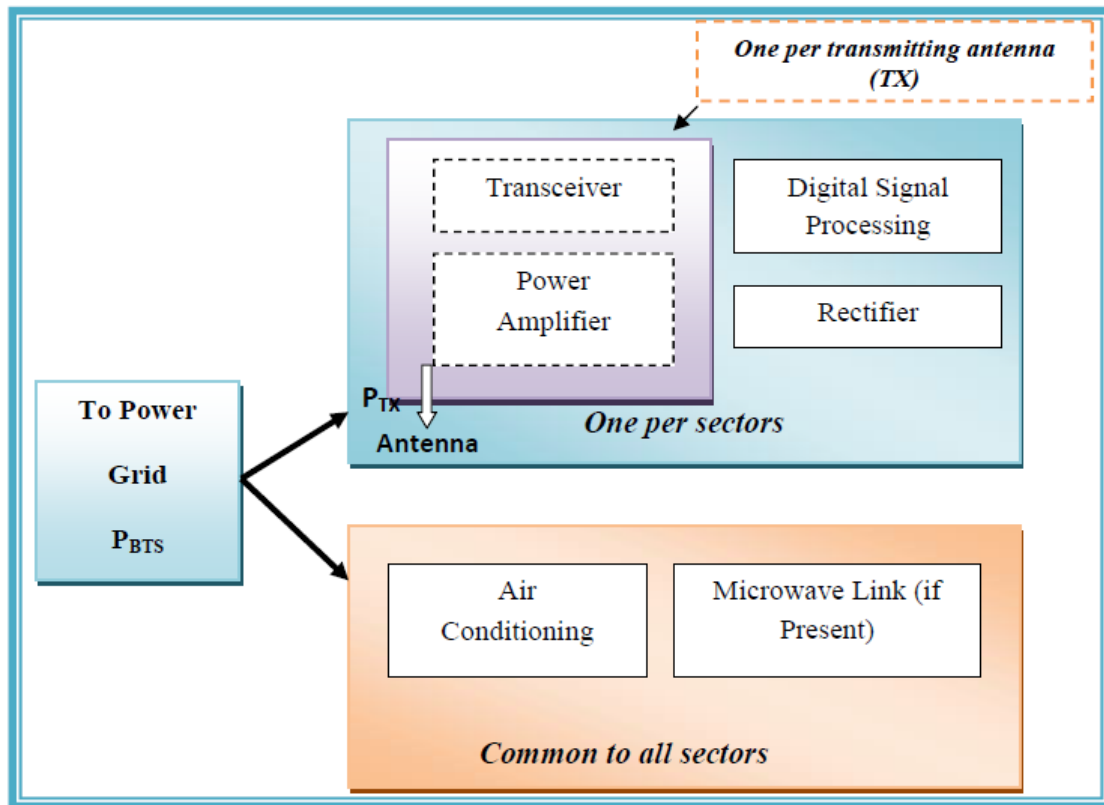 One per transmitting antenna
(TX)
Transceiver
Digital Signal
Processing
Power
Amplifier
Rectifier
To Power
Grid
PBTS
PTX
One per sectors
Antenna
Air
Conditioning
Microwave Link (if
Present)
Common to all sectors